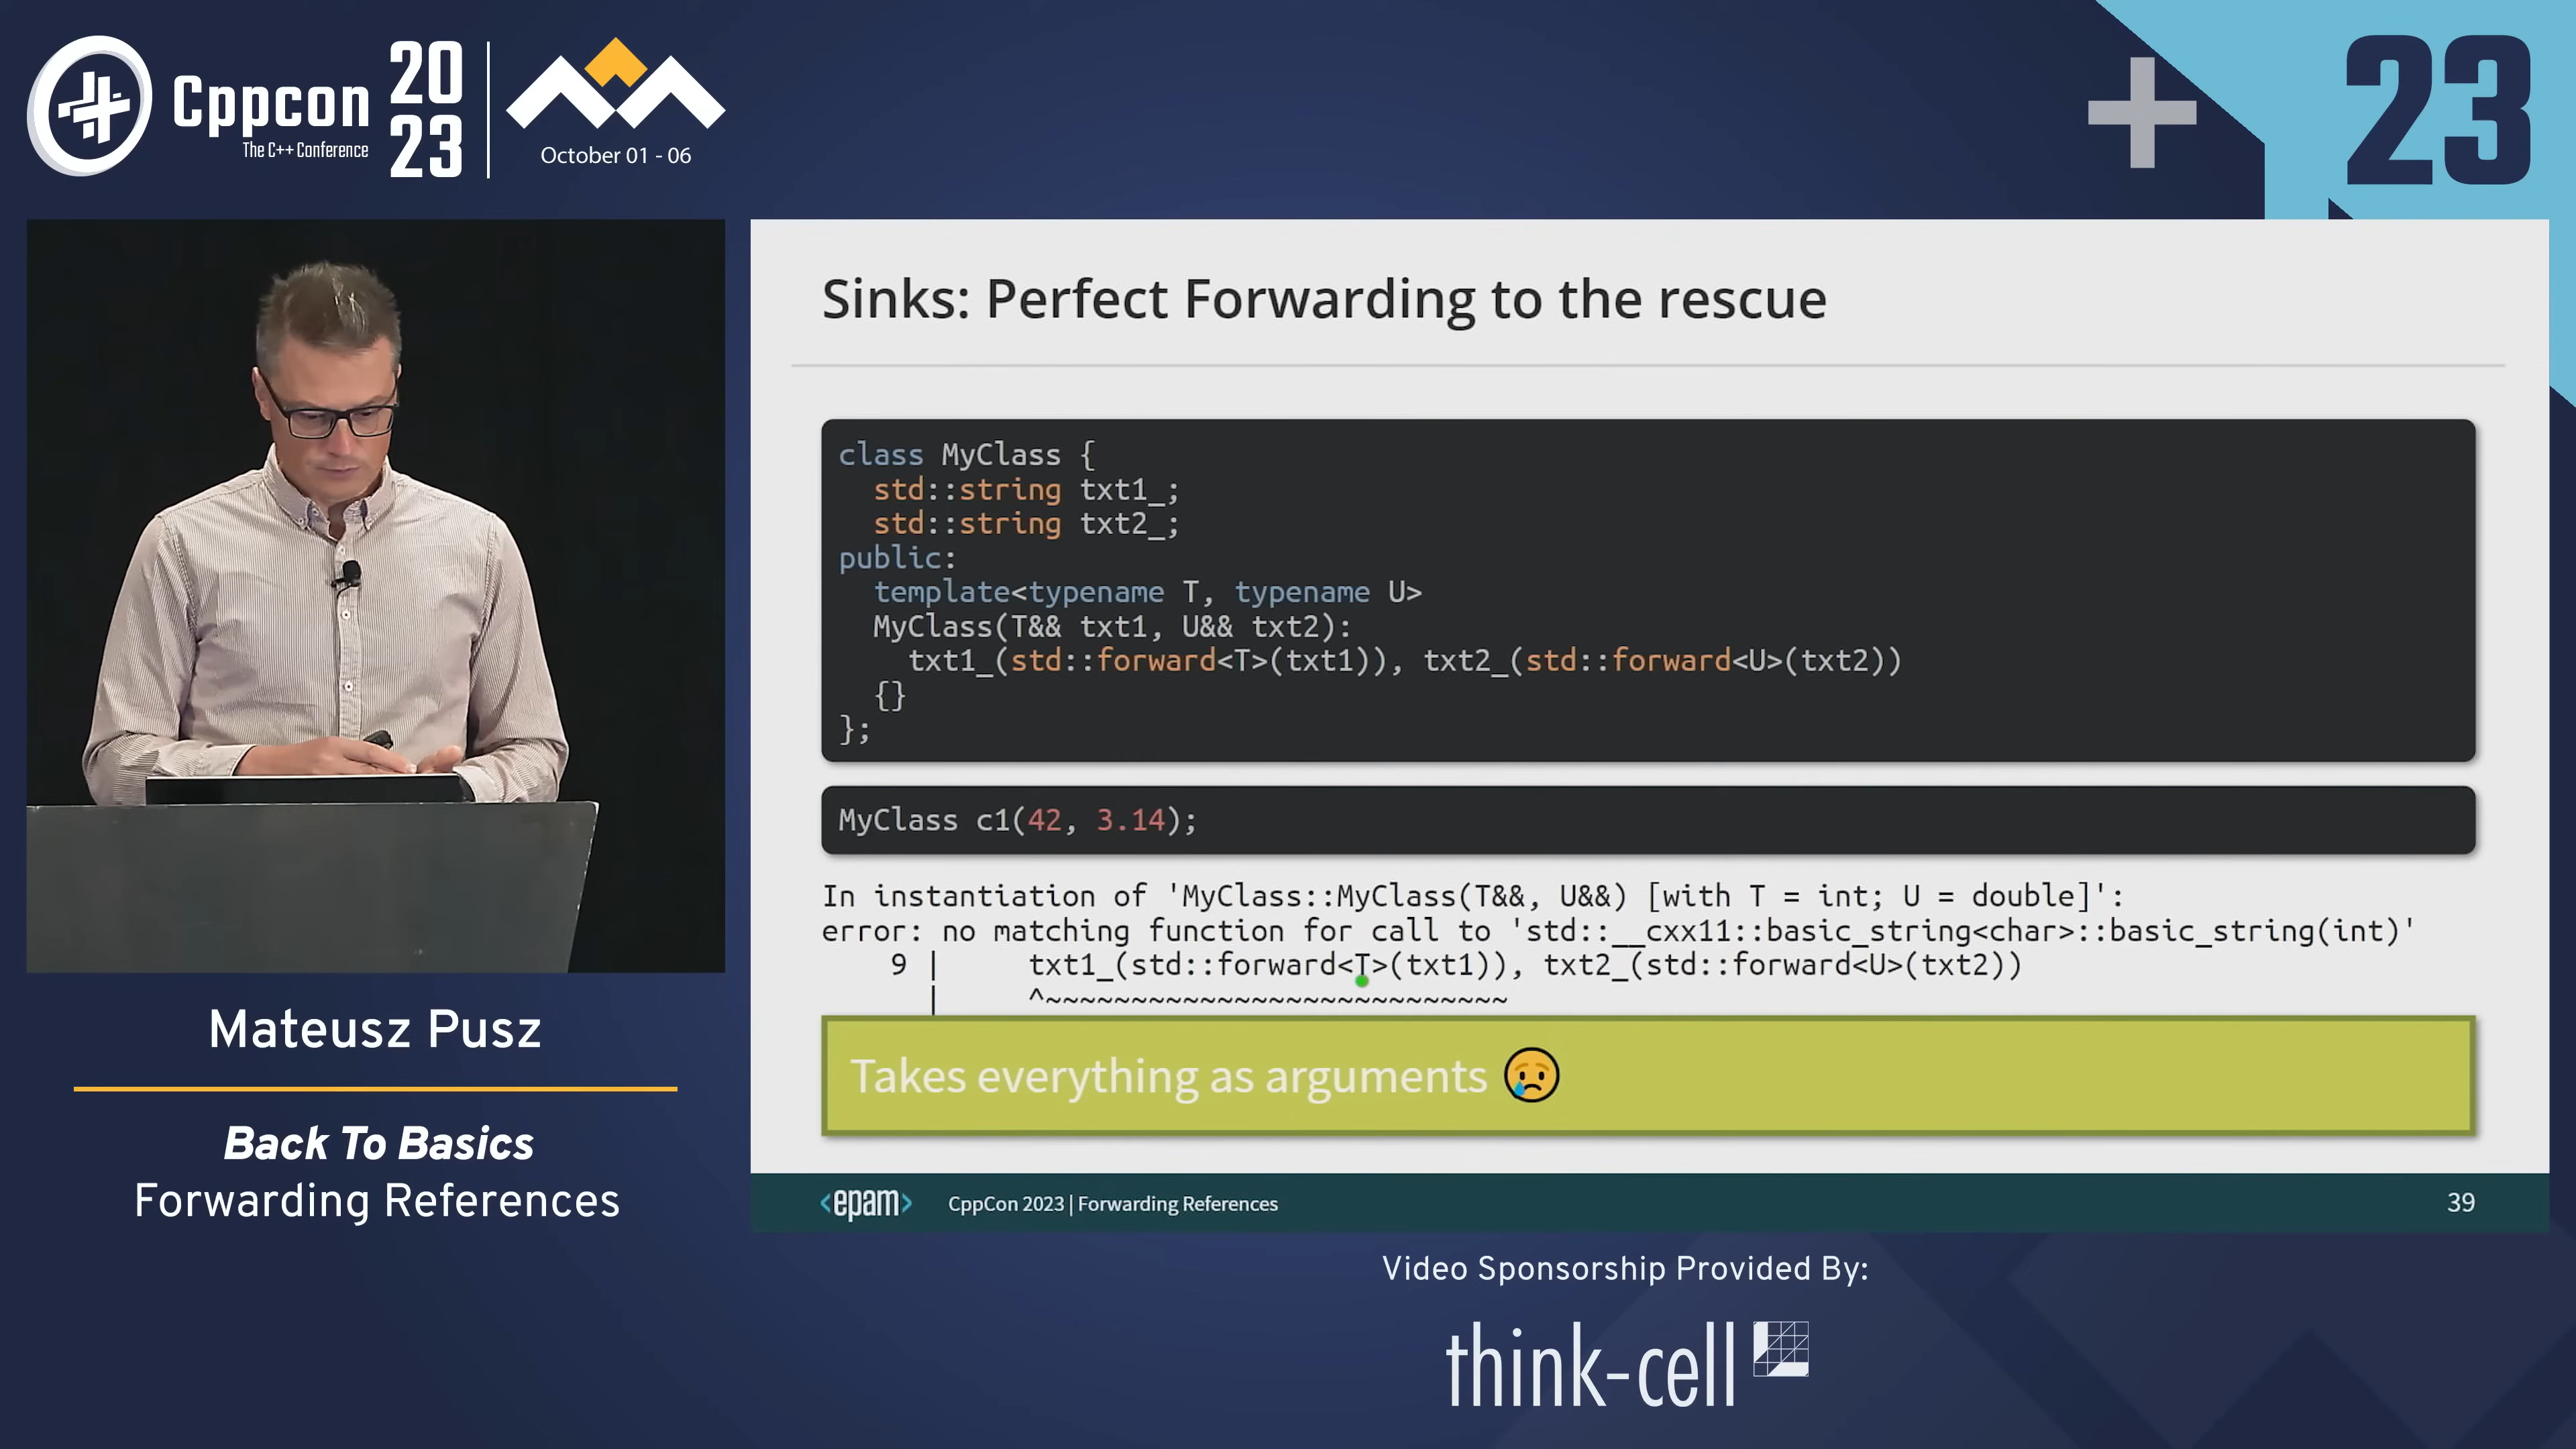 Cppcon
The C++ Conference
20
23
October 01 - 06
23
Sinks: Perfect Forwarding to the rescue
class MyClass {
  std::string txt1_;
  std::string txt2_;
public:
  template<typename T, typename U>
  MyClass(T&& txt1, U&& txt2):
    txt1_(std::forward<T>(txt1)), txt2_(std::forward<U>(txt2))
  {}
};
MyClass c1(42, 3.14);
In instantiation of 'MyClass::MyClass(T&&, U&&) [with T = int; U = double]':
error: no matching function for call to 'std::__cxx11::basic_string<char>::basic_string(int)'
    9 |     txt1_(std::forward<T>(txt1)), txt2_(std::forward<U>(txt2))
      |     ^~~~~~~~~~~~~~~~~~~~~~~~~~~~
Takes everything as arguments 😢
<epam>
CppCon 2023 | Forwarding References
39
Mateusz Pusz
Back To Basics
Forwarding References
Video Sponsorship Provided By:
think-cell